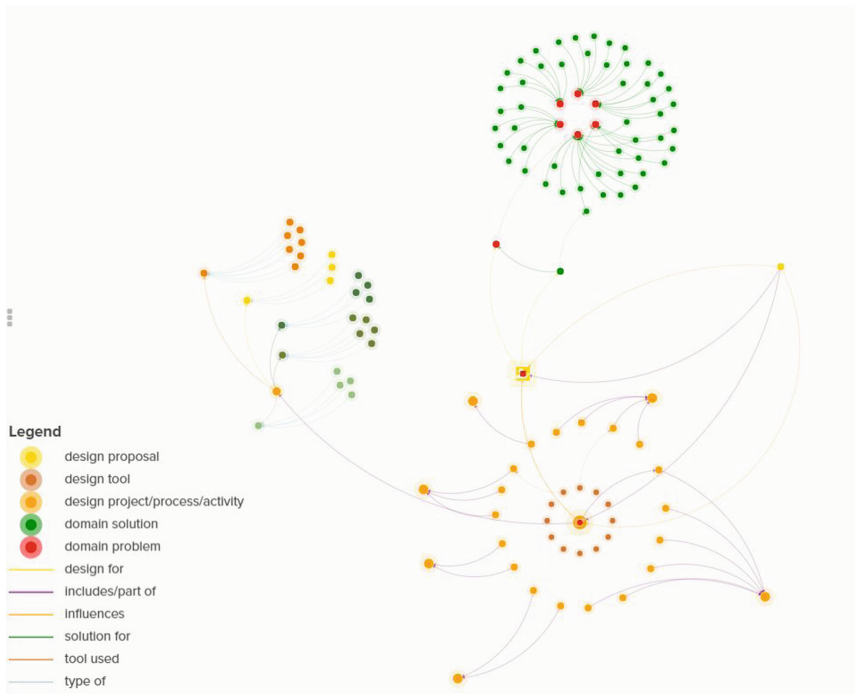 Legend
design proposal
design tool
design project/process/activity
domain solution
domain problem
design for
includes/part of
influences
solution for
tool used
type of